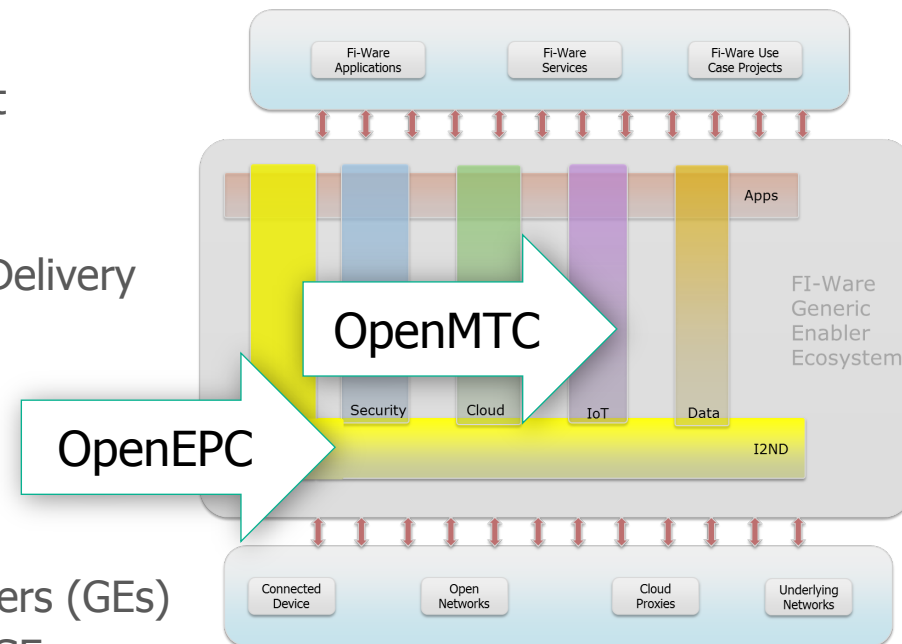 Fi-Ware
Applications
Fi-Ware
Services
Fi-Ware Use
Case Projects
Apps
Delivery
FI-Ware
Generic
Enabler
Ecosystem
OpenMTC
Security
Cloud
IoT
Data
OpenEPC
I2ND
Connected
Device
Open
Networks
Cloud
Proxies
Underlying
Networks
ers (GEs)